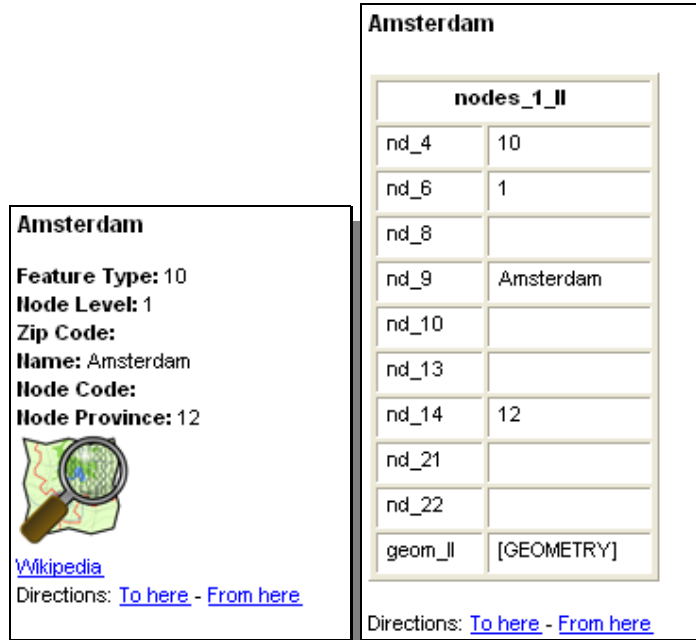 Amsterdam
Feature Type: 10
Node Level: 1
Zip Code:
Name: Amsterdam
Node Code:
Node Province: 12
Wikipedia
Directions: To here - From here
Amsterdam
nodes_1_ll
nd_4 10
nd_6 1
nd_8
nd_9 Amsterdam
nd_10
nd_13
nd_14 12
nd_21
nd_22
geom_ll [GEOMETRY]
Directions: To here - From here